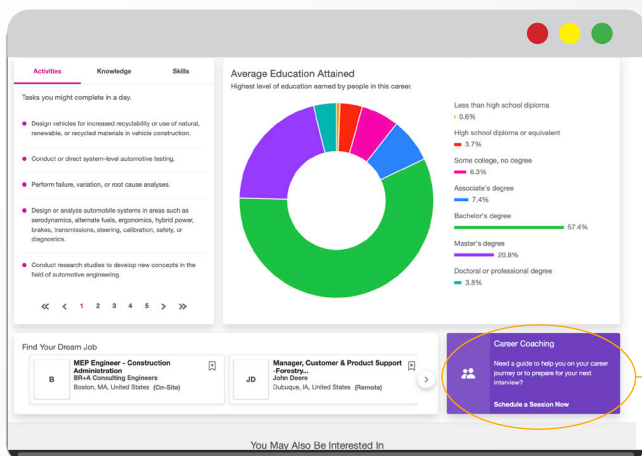 Activities Knowledge Skills
Tasks you might complete in a day.
Design vehicles for increased recyclability or use of natural,
renewable, or recycled materials in vehicle construction.
Conduct or direct system-level automotive testing.
Perform failure, variation, or root cause analyses.
Design or analyze automobile systems in areas such as
aerodynamics, alternate fuels, ergonomics, hybrid power,
brakes, transmissions, steering, calibration, safety, or
diagnostics.
Conduct research studies to develop new concepts in the
field of automotive engineering.
« < 1 2 3 4 5 > »
Average Education Attained
Highest level of education earned by people in this career.
Less than high school diploma
0.6%
High school diploma or equivalent
3.7%
Some college, no degree
6.3%
Associate's degree
7.4%
Bachelor's degree
57.4%
Master's degree
20.8%
Doctoral or professional degree
3.8%
Find Your Dream Job
B
MEP Engineer - Construction
Administration
BR+A Consulting Engineers
Boston, MA, United States (On-Site)
JD
Manager, Customer & Product Support
-Forestry...
John Deere
Dubuque, IA, United States (Remote)
Career Coaching
Need a guide to help you on your career
journey or to prepare for your next
interview?
Schedule a Session Now
You May Also Be Interested In